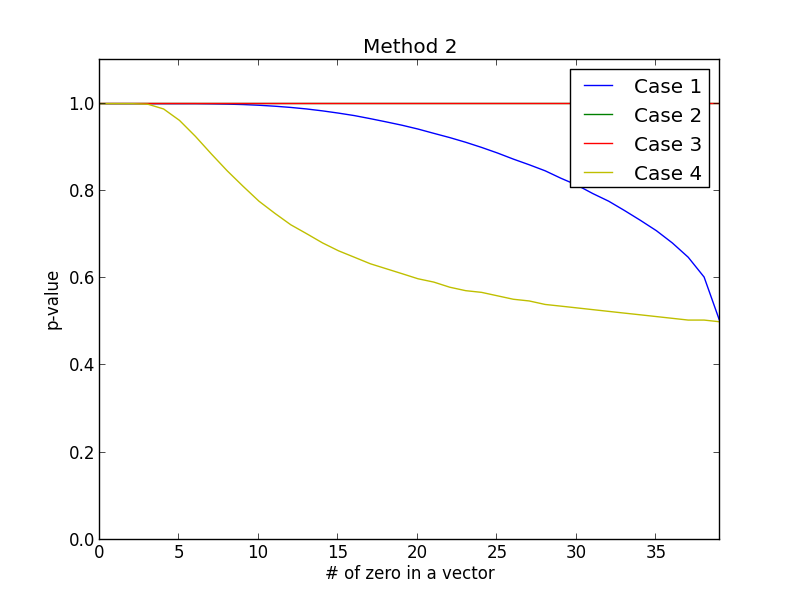 Method 2
Case 1
Case 2
Case 3
Case 4
p-value
1.0
0.8
0.6
0.4
0.2
0.0
0 5 10 15 20 25 30 35
# of zero in a vector